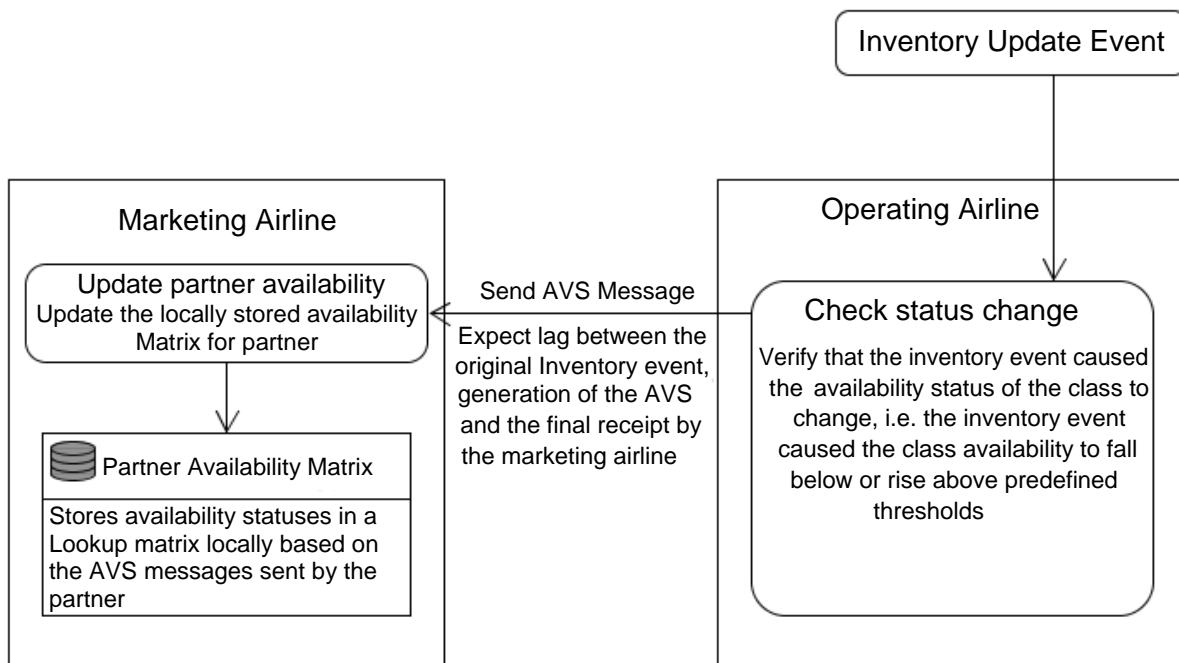 Inventory Update Event
Marketing Airline
Update partner availability
Update the locally stored availability
Matrix for partner
Partner Availability Matrix
Stores availability statuses in a
Lookup matrix locally based on
the AVS messages sent by the
partner
Send AVS Message
Expect lag between the
original Inventory event,
generation of the AVS
and the final receipt by
the marketing airline
Operating Airline
Check status change
Verify that the inventory event caused
the availability status of the class to
change, i.e. the inventory event
caused the class availability to fall
below or rise above predefined
thresholds